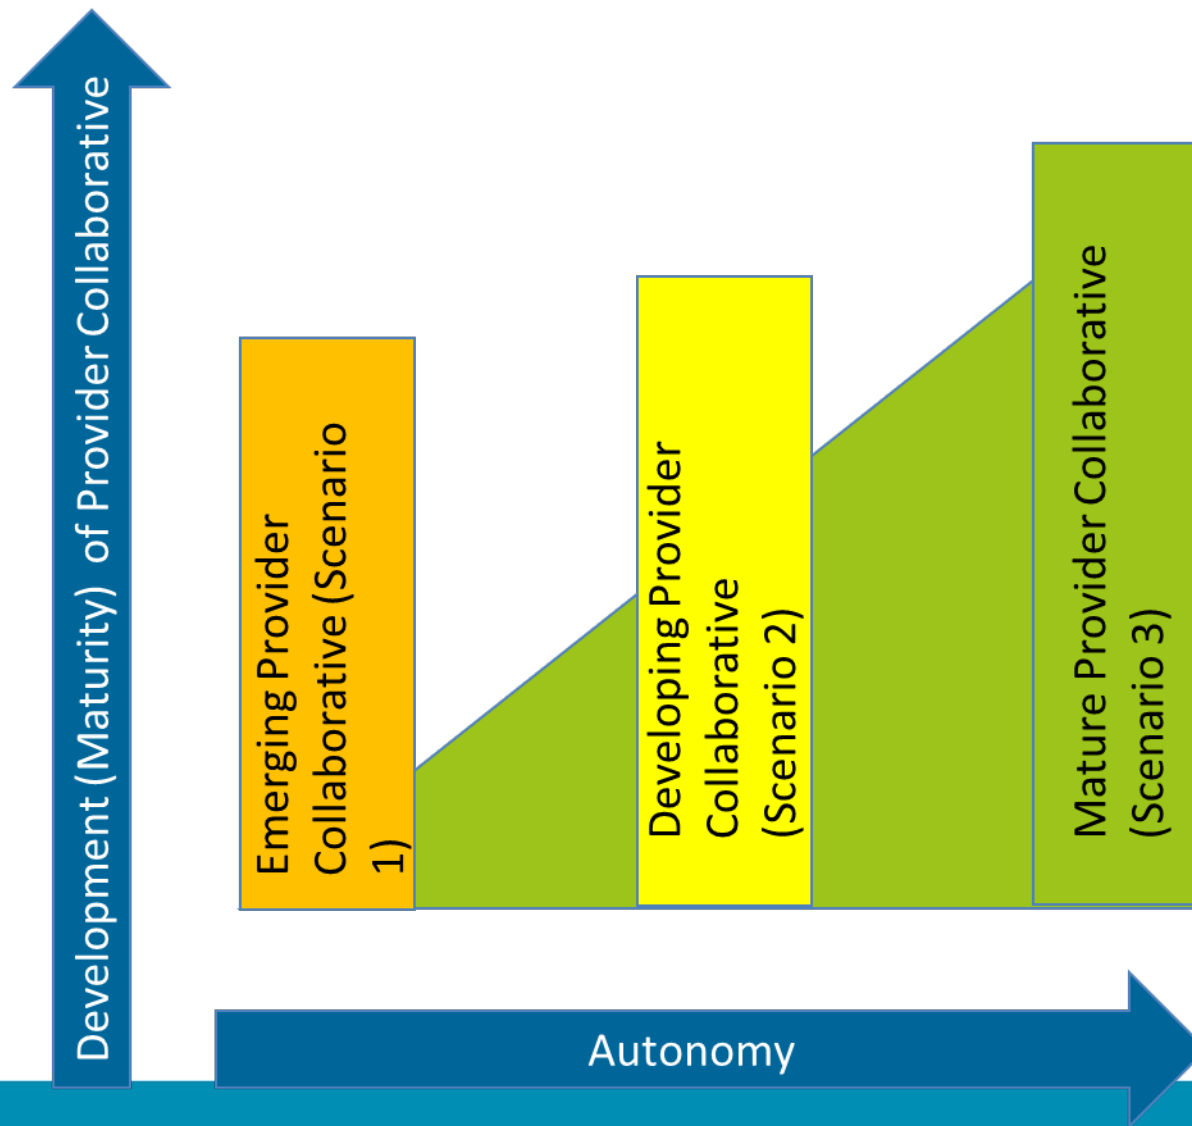 Development (Maturity)  of Provider Collaborative
Emerging Provider
Collaborative (Scenario
1)
Developing Provider
Collaborative
(Scenario 2)
Mature Provider Collaborative
(Scenario 3)
Autonomy